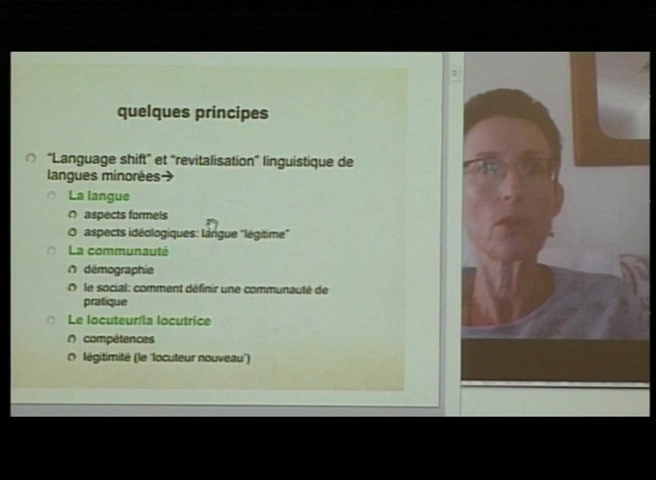 quelques principes
"Language shift" et "revitalisation" linguistique de
langues minorées→
La langue
aspects formels
aspects idéologiques: langue "légitime"
La communauté
démographie
le social: comment définir une communauté de
pratique
Le locuteur/la locutrice
compétences
légitimité (le 'locuteur nouveau')